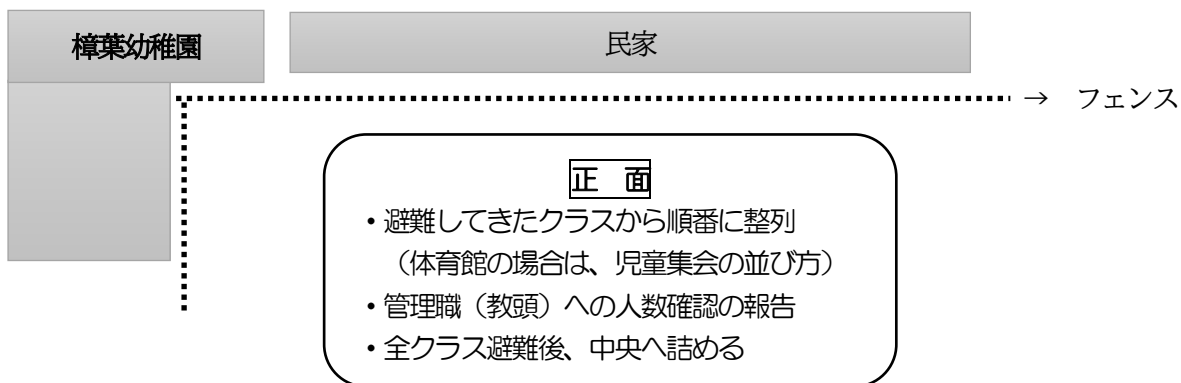 樟葉幼稚園
民家
→ フェンス
正 面
・避難してきたクラスから順番に整列
（体育館の場合は、児童集会の並び方）
・管理職（教頭）への人数確認の報告
・全クラス避難後、中央へ詰める